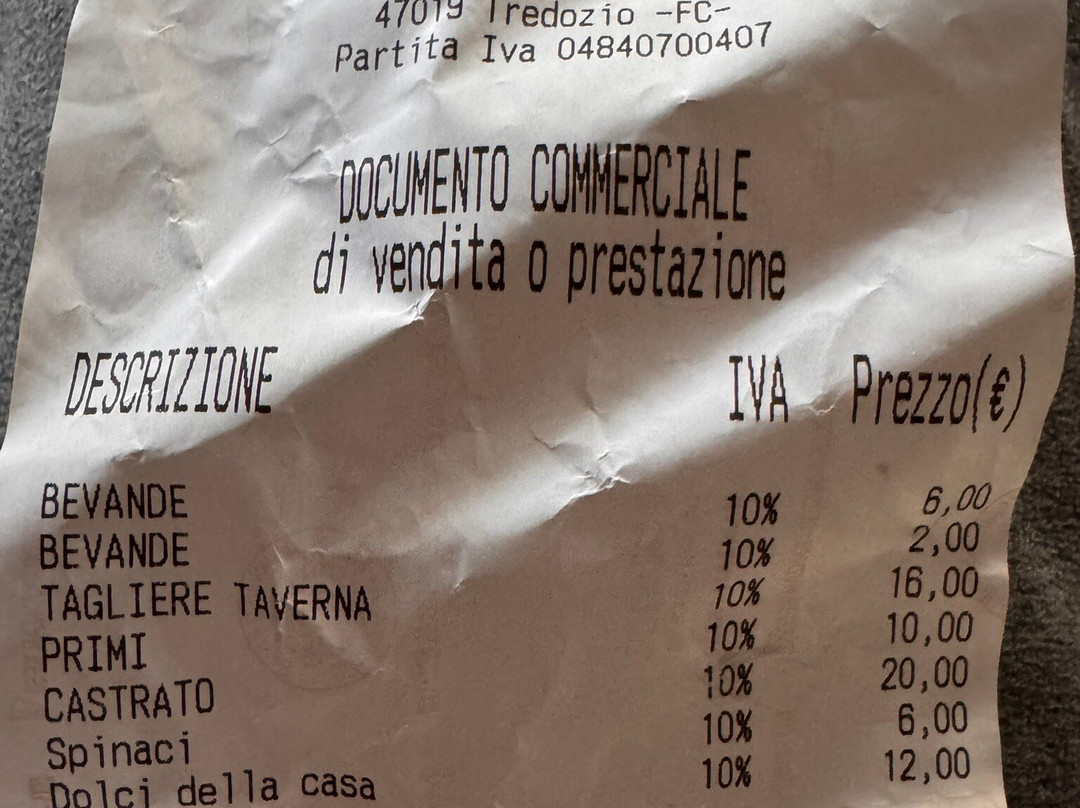 47019 Tredozio -FC-
Partita Iva 04840700407
DOCUMENTO COMMERCIALE
di vendita o prestazione
DESCRIZIONE IVA Prezzo(€)
BEVANDE 10% 6,00
BEVANDE 10% 2,00
TAGLIERE TAVERNA 10% 16,00
PRIMI 10% 10,00
CASTRATO 10% 20,00
Spinaci 10% 6,00
Dolci della casa 10% 12,00